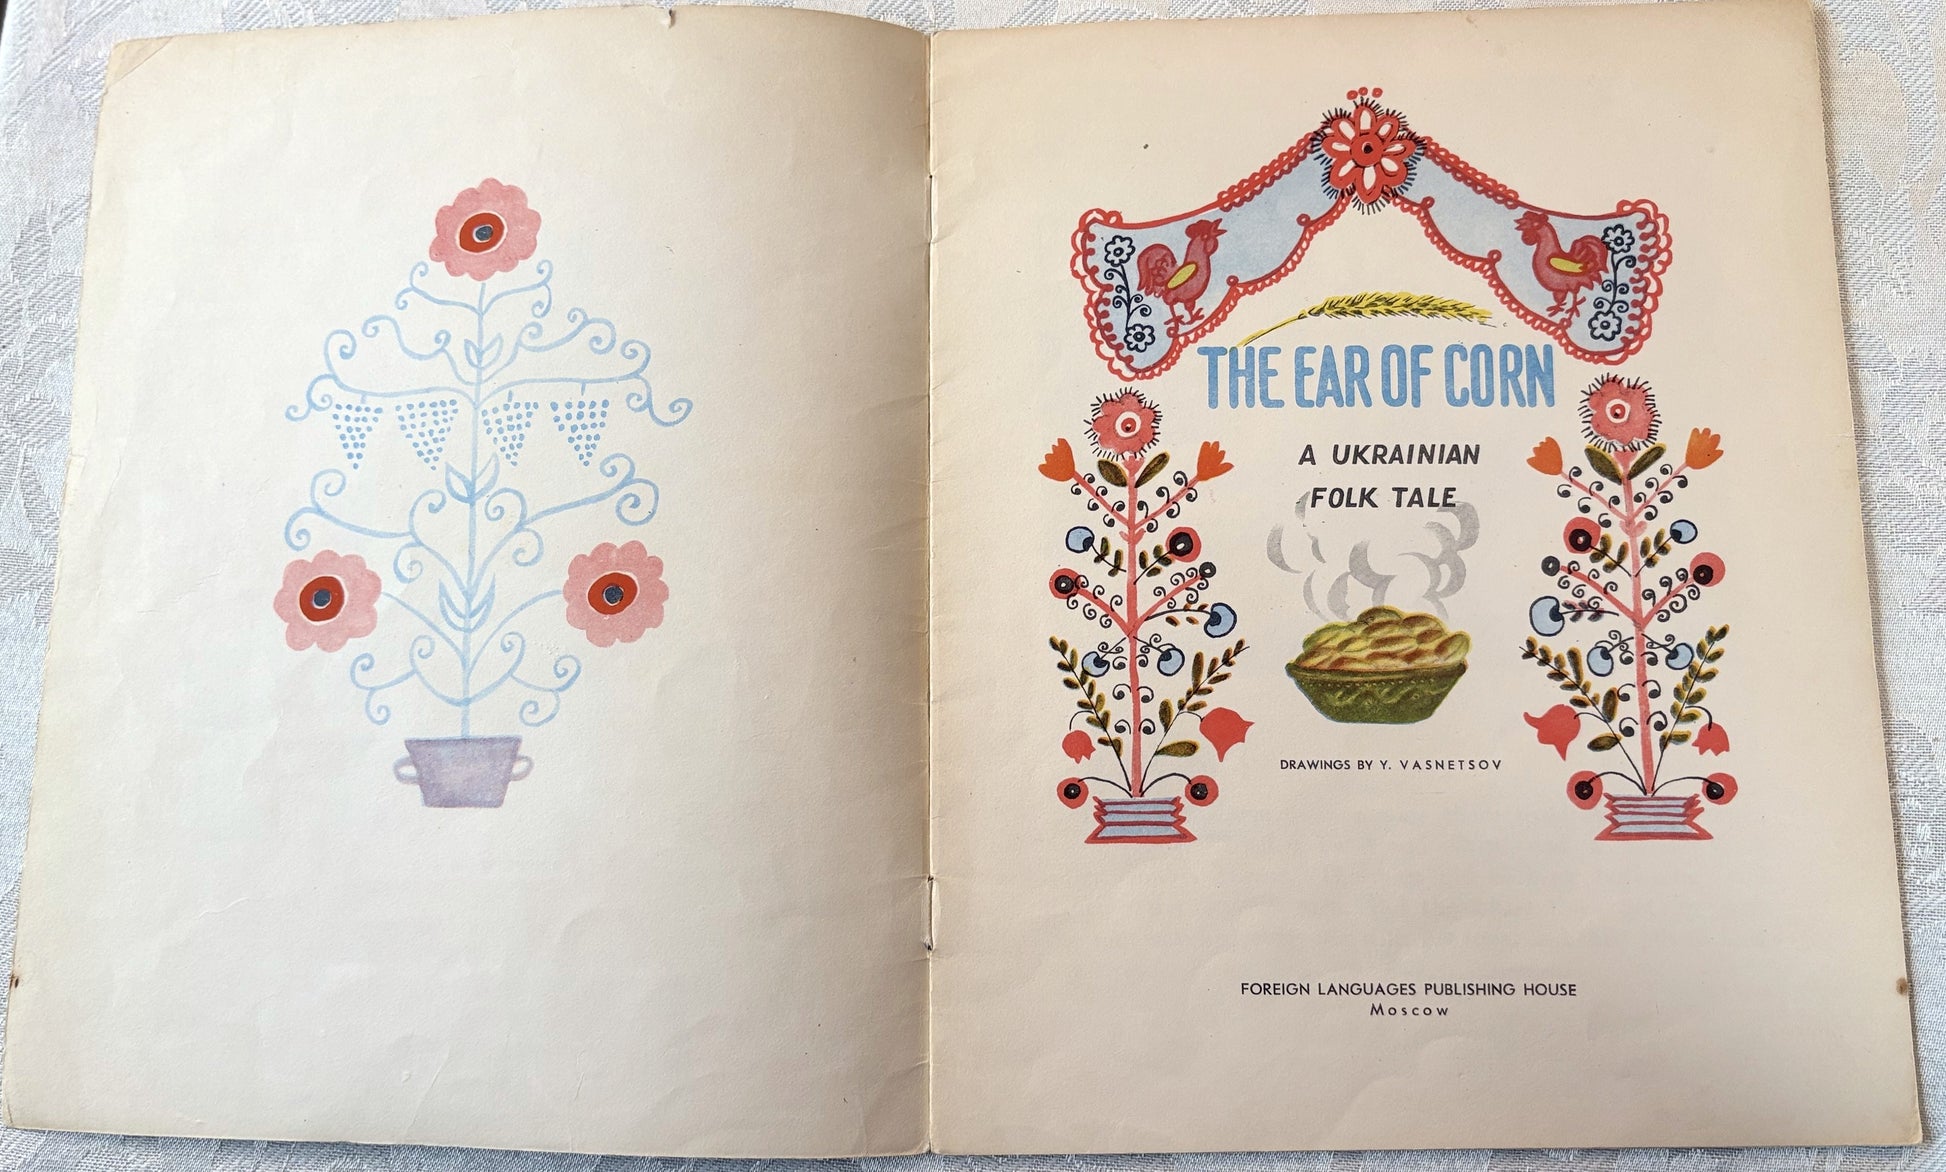 THE EAR OF CORN
A UKRAINIAN
FOLK TALE
DRAWINGS BY Y. VASNETSOV
FOREIGN LANGUAGES PUBLISHING HOUSE
Moscow